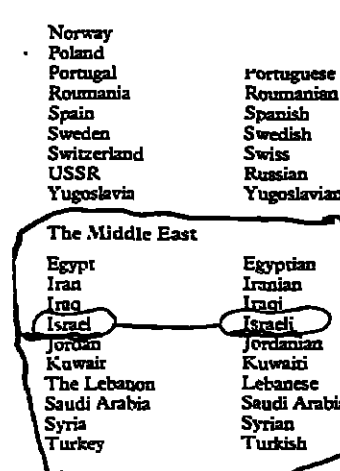 Norway
Poland
Portugal Portuguese
Roumania Roumanian
Spain Spanish
Sweden Swedish
Switzerland Swiss
USSR Russian
Yugoslavia Yugoslavian
The Middle East
Egypt Egyptian
Iran Iranian
Iraq Iraqi
Israel Israeli
Jordan Jordanian
Kuwait Kuwaiti
The Lebanon Lebanese
Saudi Arabia Saudi Arabia
Syria Syrian
Turkey Turkish